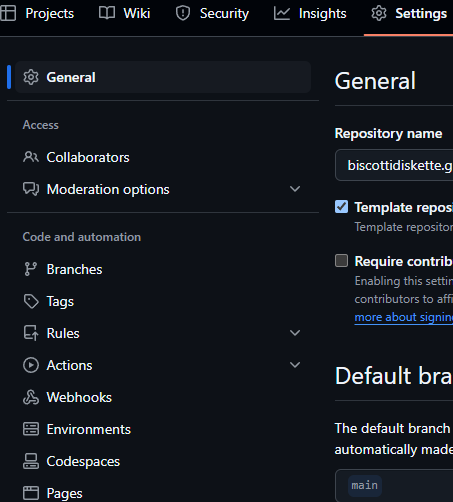 Projects
Wiki
Security
Insights
Settings
General
Access
Collaborators
Moderation options
Code and automation
Branches
Tags
Rules
Actions
Webhooks
Environments
Codespaces
Pages
General
Repository name
biscottidiskette.g
Template reposi
Template repositor
Require contrib
Enabling this settin
contributors to affi
more about signing
Default bra
The default branch
automatically made
main